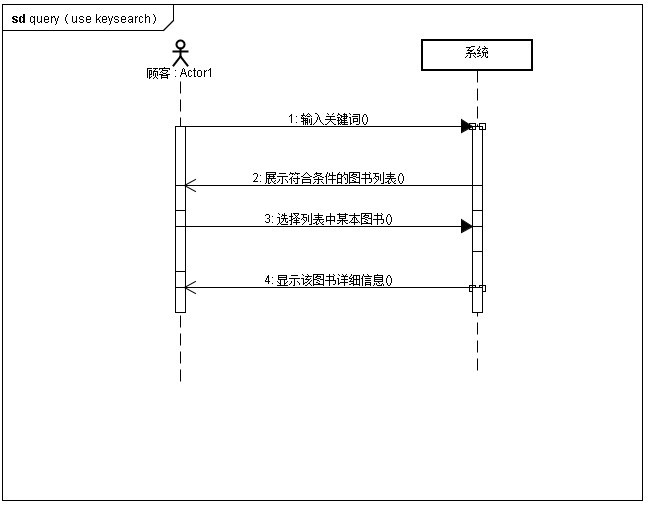 sd query ( use keysearch )
顾客 : Actor1
系统
1: 输入关键词()
2: 展示符合条件的图书列表()
3: 选择列表中某本图书()
4: 显示该图书详细信息()